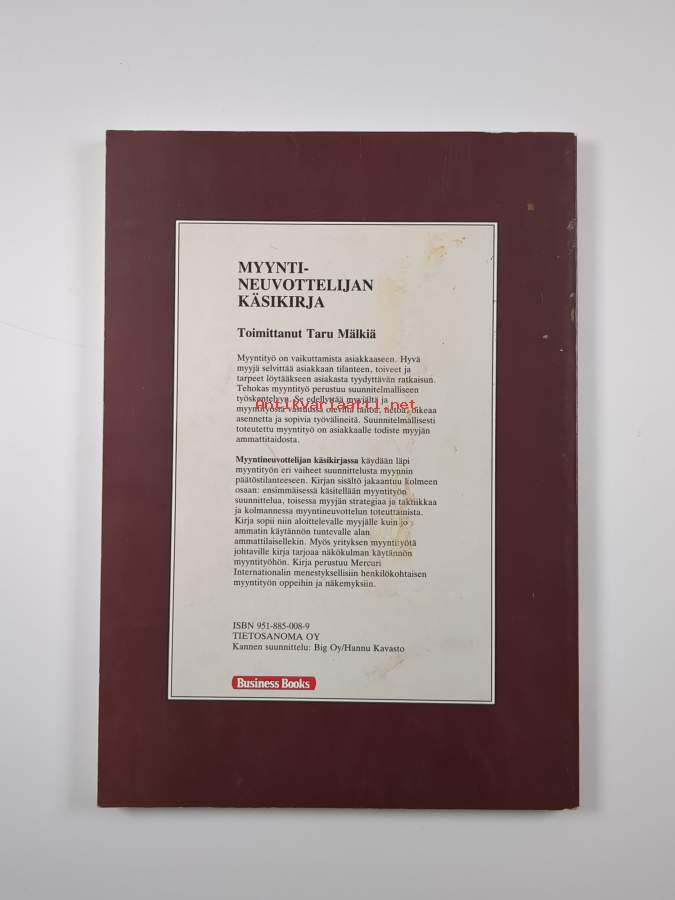 MYYNTI-
NEUVOTTELIJAN
KÄSIKIRJA
Toimittanut Taru Mälkiä
Myyntityö on vaikuttamista asiakkaaseen. Hyvä
myyjä selvittää asiakkaan tilanteen, toiveet ja
tarpeet löytääkseen asiakasta tyydyttävän ratkaisun.
Tehokas myyntityö perustuu suunnitelmalliseen
työskentelyyn. Se edellyttää myyjältä ja
antikvariaatti.net
myyntityöstä vastuussa olevilta taitoa, tietoa, oikeaa
asennetta ja sopivia työvälineitä. Suunnitelmallisesti
toteutettu myyntityö on asiakkaalle todiste myyjän
ammattitaidosta.
Myyntineuvottelijan käsikirjassa käydään läpi
myyntityön eri vaiheet suunnittelusta myynnin
päätöstilanteeseen. Kirjan sisältö jakaantuu kolmeen
osaan: ensimmäisessä käsitellään myyntityön
suunnittelua, toisessa myyjän strategiaa ja taktiikkaa
ja kolmannessa myyntineuvottelun toteuttamista.
Kirja sopii niin aloittelevalle myyjälle kuin jo
ammatin käytännön tuntevalle alan
ammattilaisellekin. Myös yrityksen myyntityötä
johtaville kirja tarjoaa näkökulman käytännön
myyntityöhön. Kirja perustuu Mercuri
Internationalin menestyksellisiin henkilökohtaisen
myyntityön oppeihin ja näkemyksiin.
ISBN 951-885-008-9
TIETOSANOMA OY
Kannen suunnittelu: Big Oy/Hannu Kavasto
Business Books